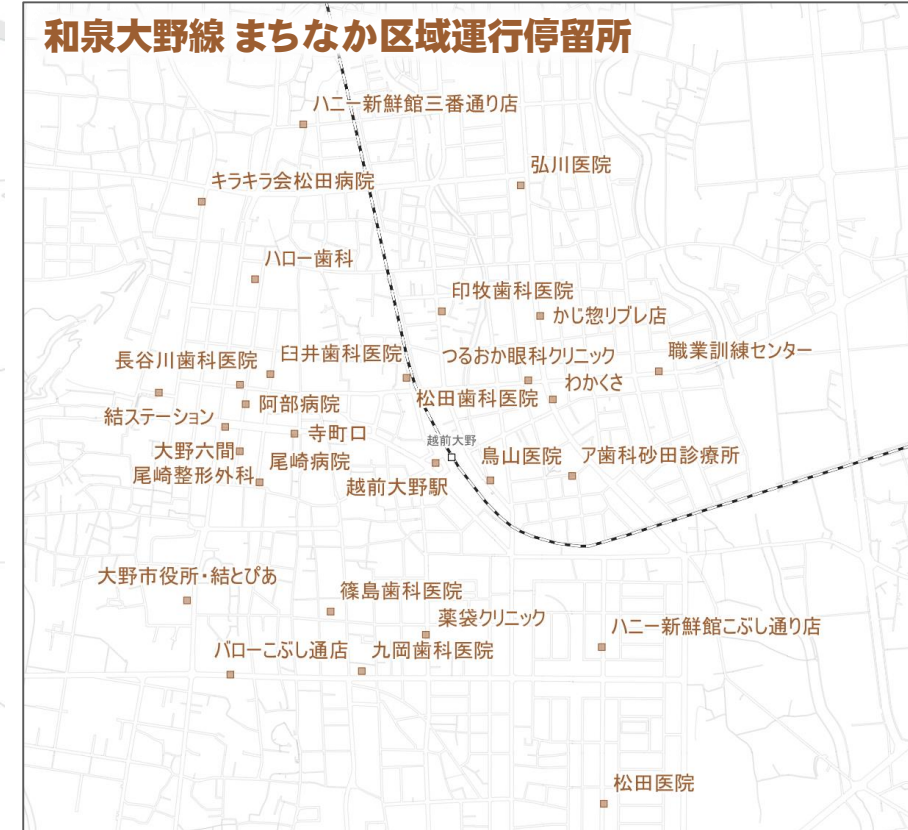 和泉大野線 まちなか区域運行停留所
ハニー新鮮館三番通り店
弘川医院
キラキラ会松田病院
ハロー歯科
印牧歯科医院
かじ惣リブレ店
長谷川歯科医院
臼井歯科医院
つるおか眼科クリニック
職業訓練センター
わかくさ
松田歯科医院
阿部病院
結ステーション
寺町口
越前大野
大野六間
尾崎病院
鳥山医院
ア歯科砂田診療所
尾崎整形外科
越前大野駅
大野市役所・結とぴあ
篠島歯科医院
薬袋クリニック
ハニー新鮮館こぶし通り店
バローこぶし通店
九岡歯科医院
松田医院